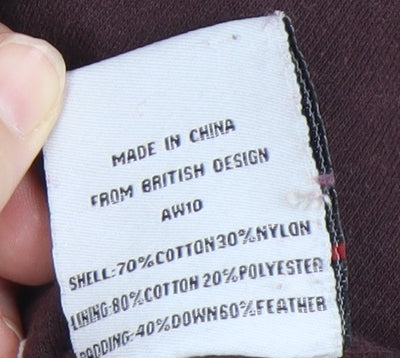 MADE IN CHINA
FROM BRITISH DESIGN
AW10
SHELL:70%COTTON30%NYLON
LINING:80%COTTON 20%POLYESTER
PADDING:40%DOWN60%FEATHER